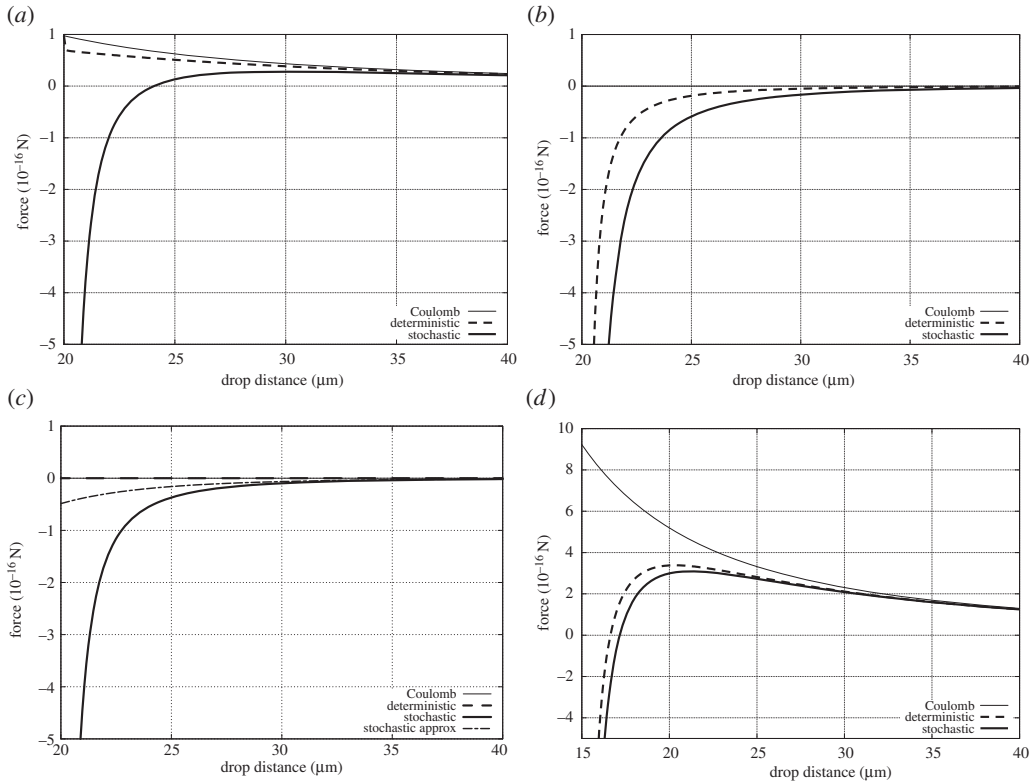 (a)
1
0
–1
–2
–3
–4
–5
force (10–16 N)
Coulomb
deterministic
stochastic
20 25 30 35 40
drop distance (µm)
(b)
1
0
–1
–2
–3
–4
–5
force (10–16 N)
Coulomb
deterministic
stochastic
20 25 30 35 40
drop distance (µm)
(c)
1
0
–1
–2
–3
–4
–5
force (10–16 N)
Coulomb
deterministic
stochastic
stochastic approx
20 25 30 35 40
drop distance (µm)
(d)
10
8
6
4
2
0
–2
–4
force (10–16 N)
Coulomb
deterministic
stochastic
15 20 25 30 35 40
drop distance (µm)